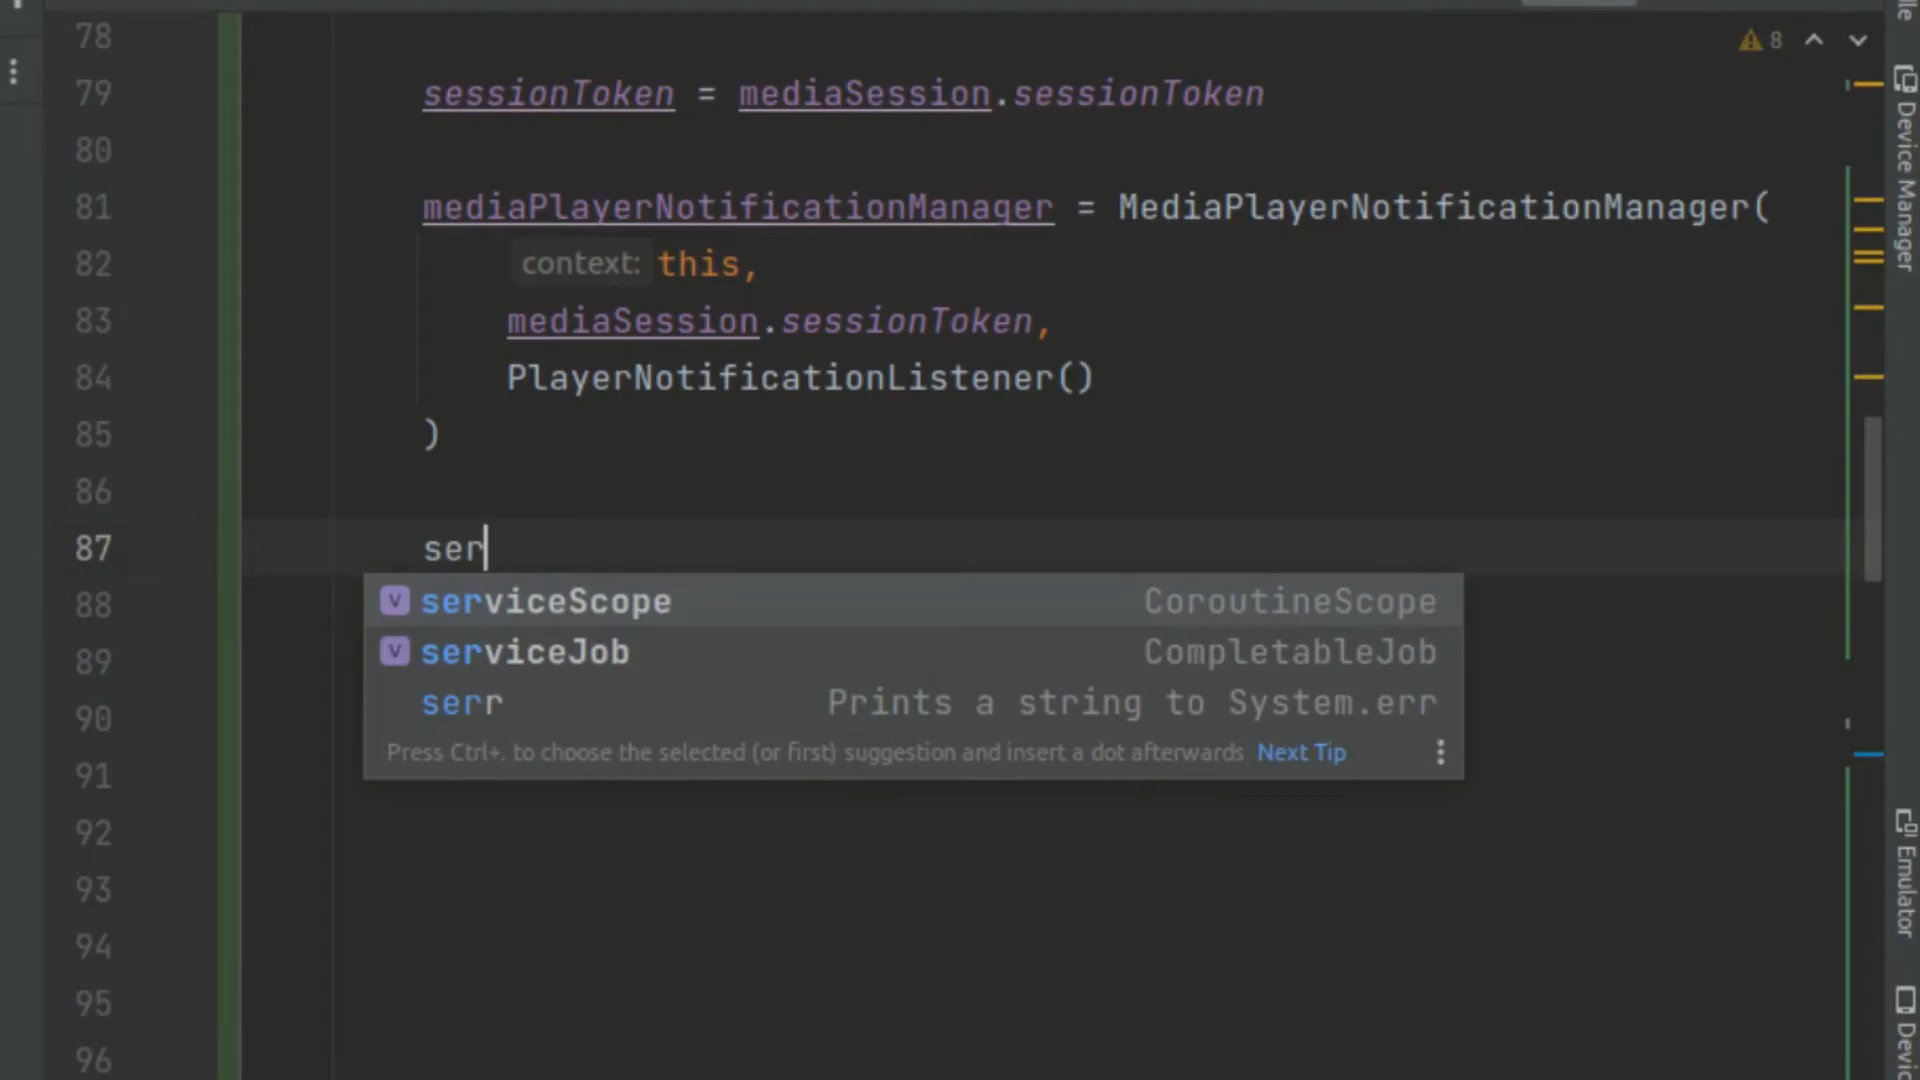 78
8
79 sessionToken = mediaSession.sessionToken
80
81 mediaPlayerNotificationManager = MediaPlayerNotificationManager(
82 context: this,
83 mediaSession.sessionToken,
84 PlayerNotificationListener()
85 )
86
87 ser
88
v serviceScope CoroutineScope
89
v serviceJob CompletableJob
90
serr Prints a string to System.err
91
Press Ctrl+. to choose the selected (or first) suggestion and insert a dot afterwards Next Tip
92
93
94
95
96
Device Manager
Emulator